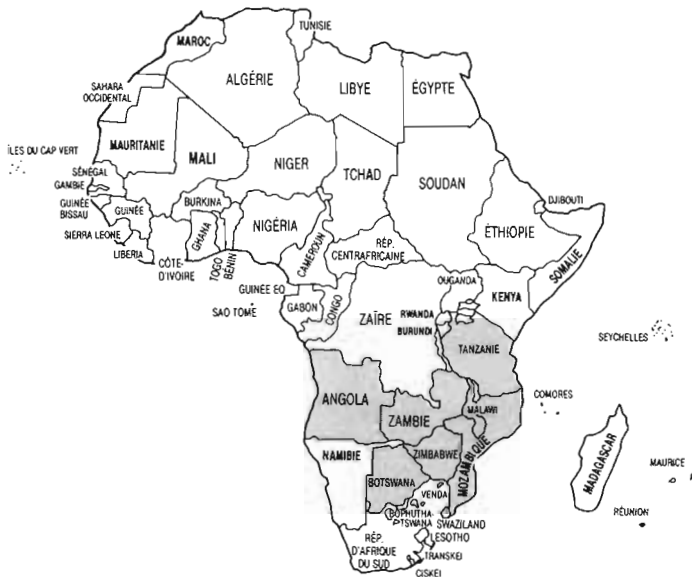 TUNISIE
MAROC
ALGÉRIE
LIBYE
ÉGYPTE
SAHARA
OCCIDENTAL
MAURITANIE
ÎLES DU CAP VERT
MALI
NIGER
TCHAD
SOUDAN
SÉNÉGAL
GAMBIE
GUINÉE
BISSAU
GUINÉE
BURKINA
DJIBOUTI
NIGÉRIA
ÉTHIOPIE
SIERRA LEONE
LIBERIA
CÔTE-
D'IVOIRE
GHANA
TOGO
BÉNIN
CAMEROUN
RÉP.
CENTRAFRICAINE
SOMALIE
GUINÉE EQ
SAO TOMÉ
GABON
CONGO
ZAÏRE
OUGANDA
KENYA
RWANDA
BURUNDI
TANZANIE
SEYCHELLES
ANGOLA
ZAMBIE
MALAWI
COMORES
NAMIBIE
ZIMBABWE
MOZAMBIQUE
MADAGASCAR
MAURICE
RÉUNION
BOTSWANA
VENDA
BOPHUTHA-
TSWANA
SWAZILAND
LESOTHO
RÉP.
D'AFRIQUE
DU SUD
TRANSKEI
CISKEI